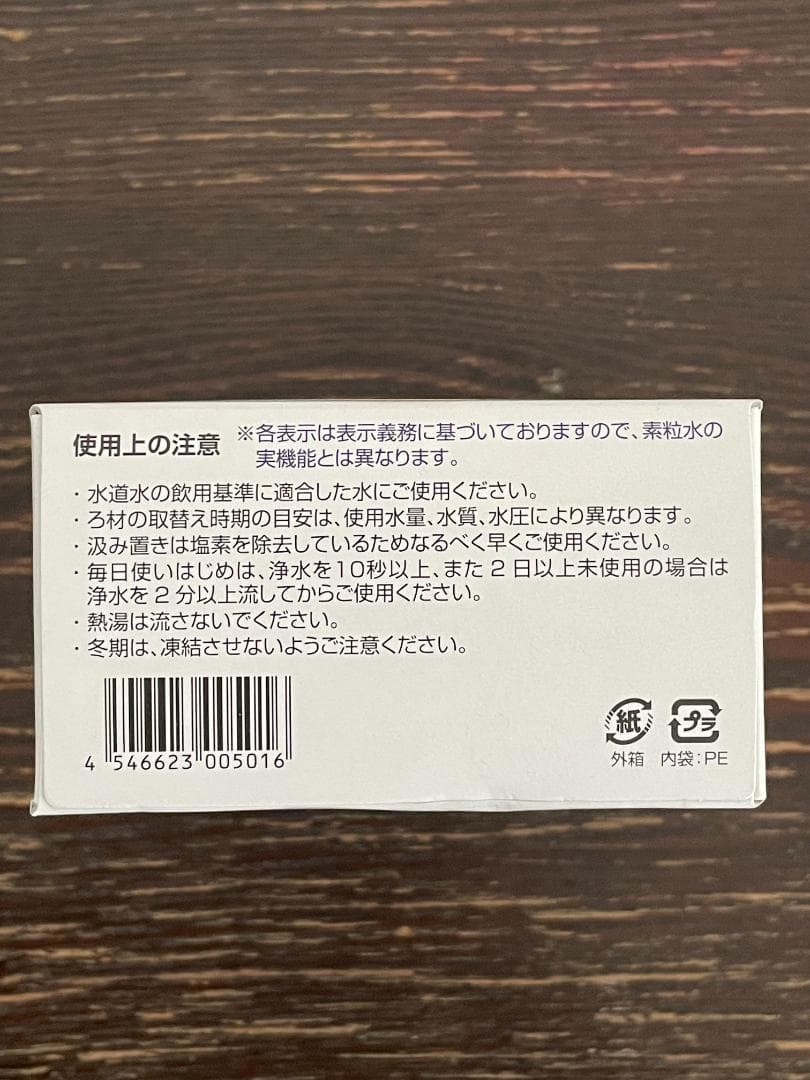 使用上の注意 ※各表示は表示義務に基づいておりますので、素粒水の
実機能とは異なります。
・水道水の飲用基準に適合した水にご使用ください。
・ろ材の取替え時期の目安は、使用水量、水質、水圧により異なります。
・汲み置きは塩素を除去しているためなるべく早くご使用ください。
・毎日使いはじめは、浄水を10秒以上、また2日以上未使用の場合は
浄水を2分以上流してからご使用ください。
・熱湯は流さないでください。
・冬期は、凍結させないようご注意ください。
紙 プラ
外箱 内袋：PE
4 546623 005016